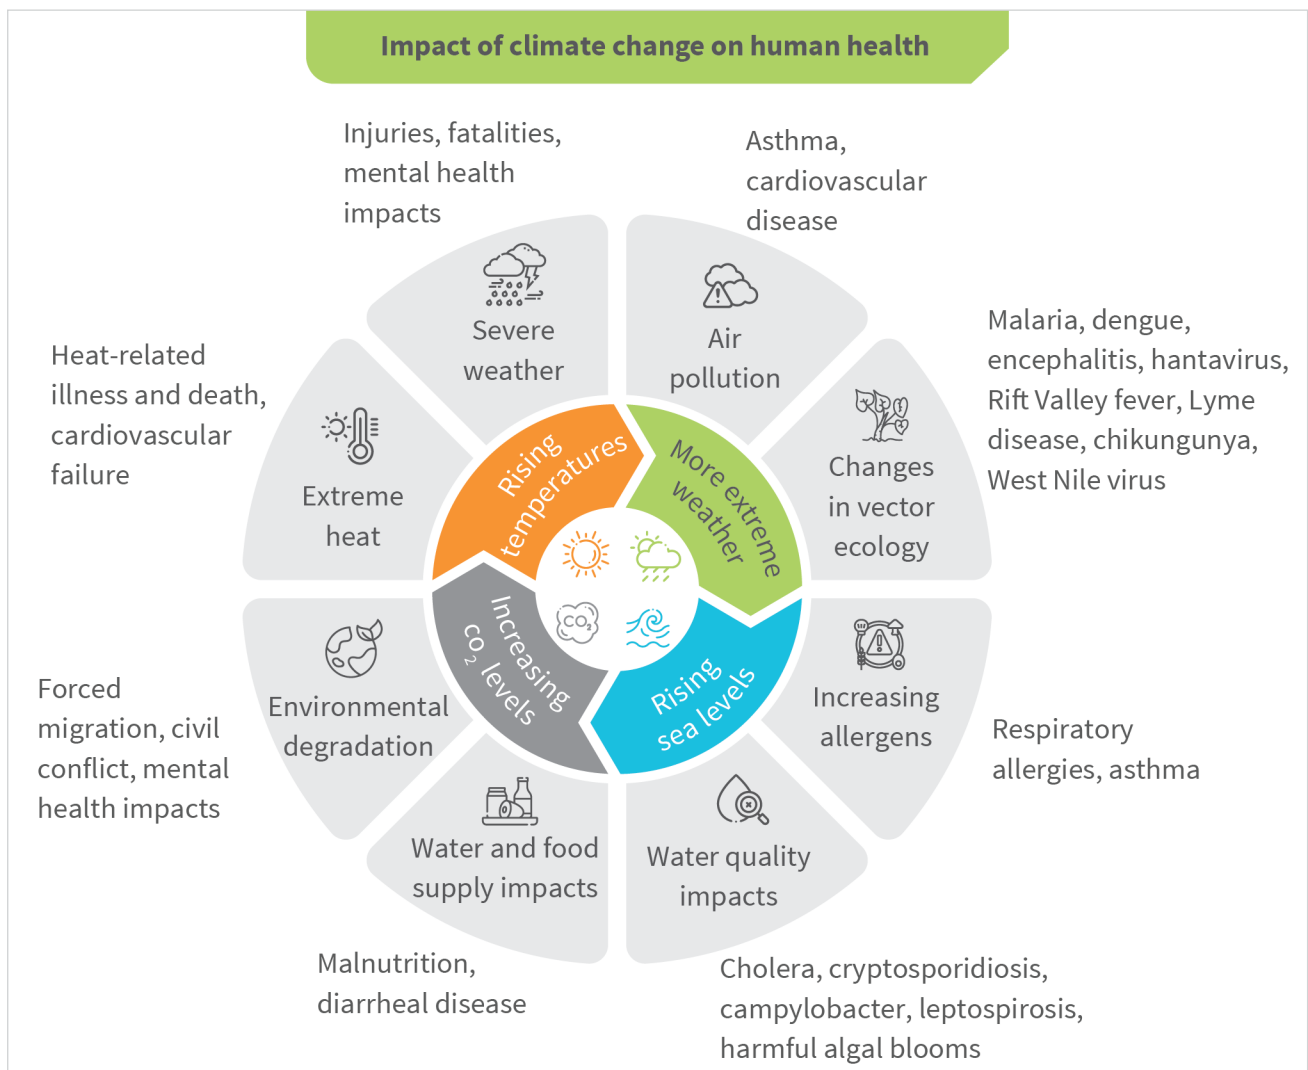 Impact of climate change on human health
Injuries, fatalities,
mental health
impacts
Asthma,
cardiovascular
disease
Severe
weather
Air
pollution
Heat-related
illness and death,
cardiovascular
failure
Extreme
heat
Malaria, dengue,
encephalitis, hantavirus,
Rift Valley fever, Lyme
disease, chikungunya,
West Nile virus
Changes
in vector
ecology
Rising
temperatures
More extreme
weather
Increasing
co₂ levels
Rising
sea levels
CO₂
Forced
migration, civil
conflict, mental
health impacts
Environmental
degradation
Increasing
allergens
Respiratory
allergies, asthma
Water and food
supply impacts
Water quality
impacts
Malnutrition,
diarrheal disease
Cholera, cryptosporidiosis,
campylobacter, leptospirosis,
harmful algal blooms